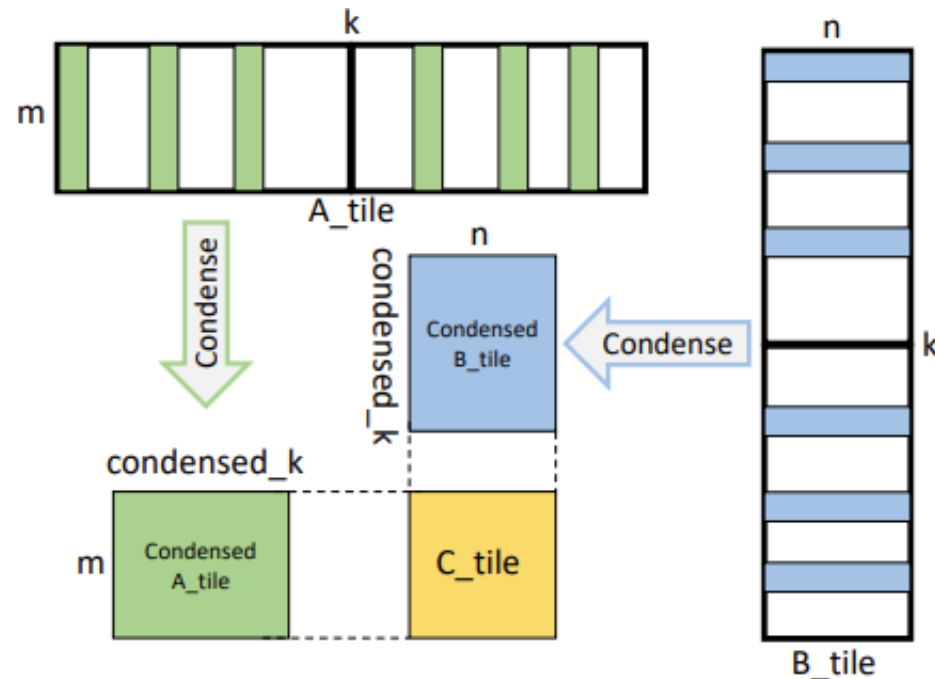 k
n
m
A_tile
n
Condense
condensed_k
Condensed
B_tile
Condense
k
condensed_k
m
Condensed
A_tile
C_tile
B_tile